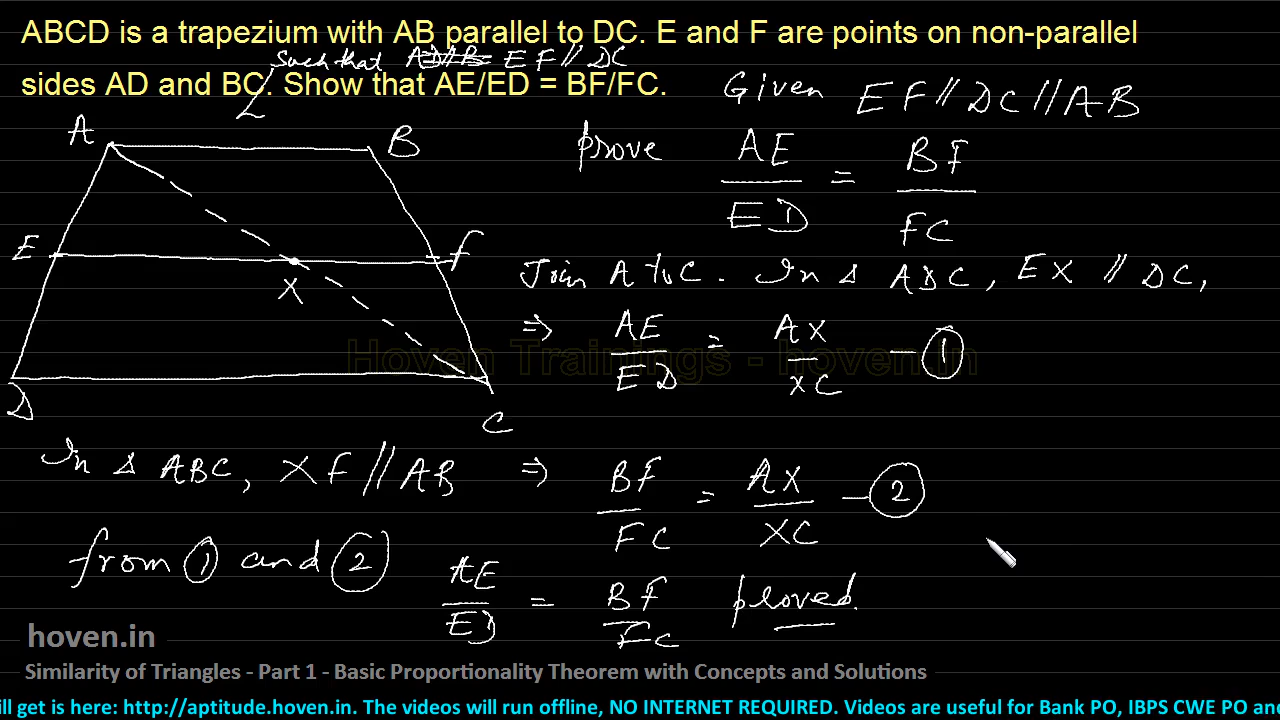 ABCD is a trapezium with AB parallel to DC. E and F are points on non-parallel
such that EF // DC
sides AD and BC. Show that AE/ED = BF/FC.
Given EF // DC // AB
prove AE/ED = BF/FC
A
B
E
F
X
D
C
Join A to C. In Δ ADC, EX // DC,
⇒ AE/ED = AX/XC - ①
Hoven Trainings - hoven.in
In Δ ABC, XF // AB ⇒ BF/FC = AX/XC - ②
from ① and ②
AE/ED = BF/FC proved.
hoven.in
Similarity of Triangles - Part 1 - Basic Proportionality Theorem with Concepts and Solutions
ill get is here: http://aptitude.hoven.in. The videos will run offline, NO INTERNET REQUIRED. Videos are useful for Bank PO, IBPS CWE PO and